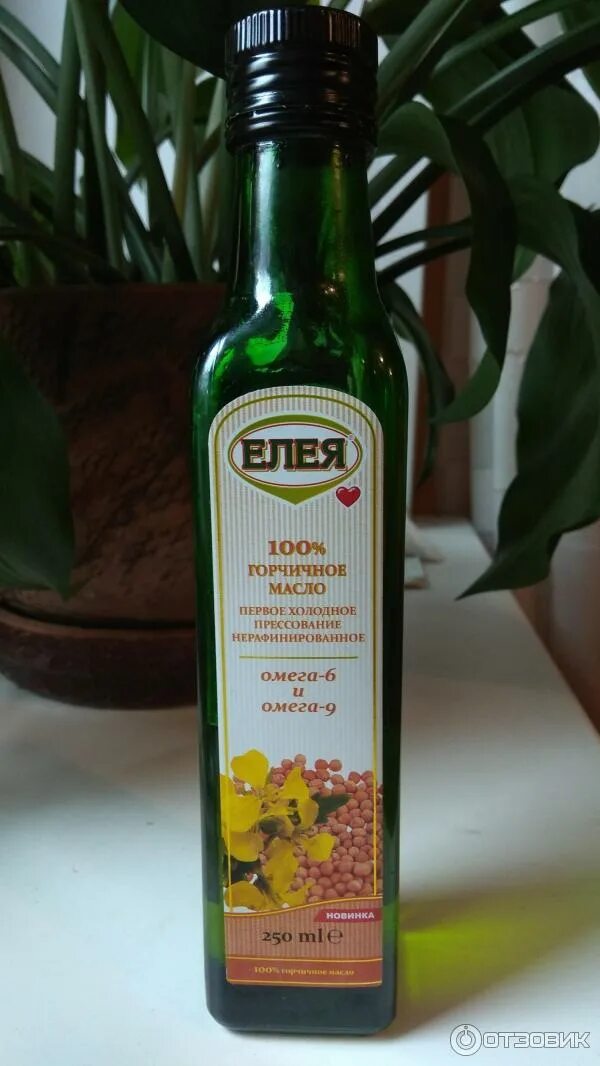 ЕЛЕЯ
100%
ГОРЧИЧНОЕ
МАСЛО
ПЕРВОЕ ХОЛОДНОЕ
ПРЕССОВАНИЕ
НЕРАФИНИРОВАННОЕ
омега-6
и
омега-9
НОВИНКА
250 ml ℮
100% горчичное масло
ОТЗОВИК